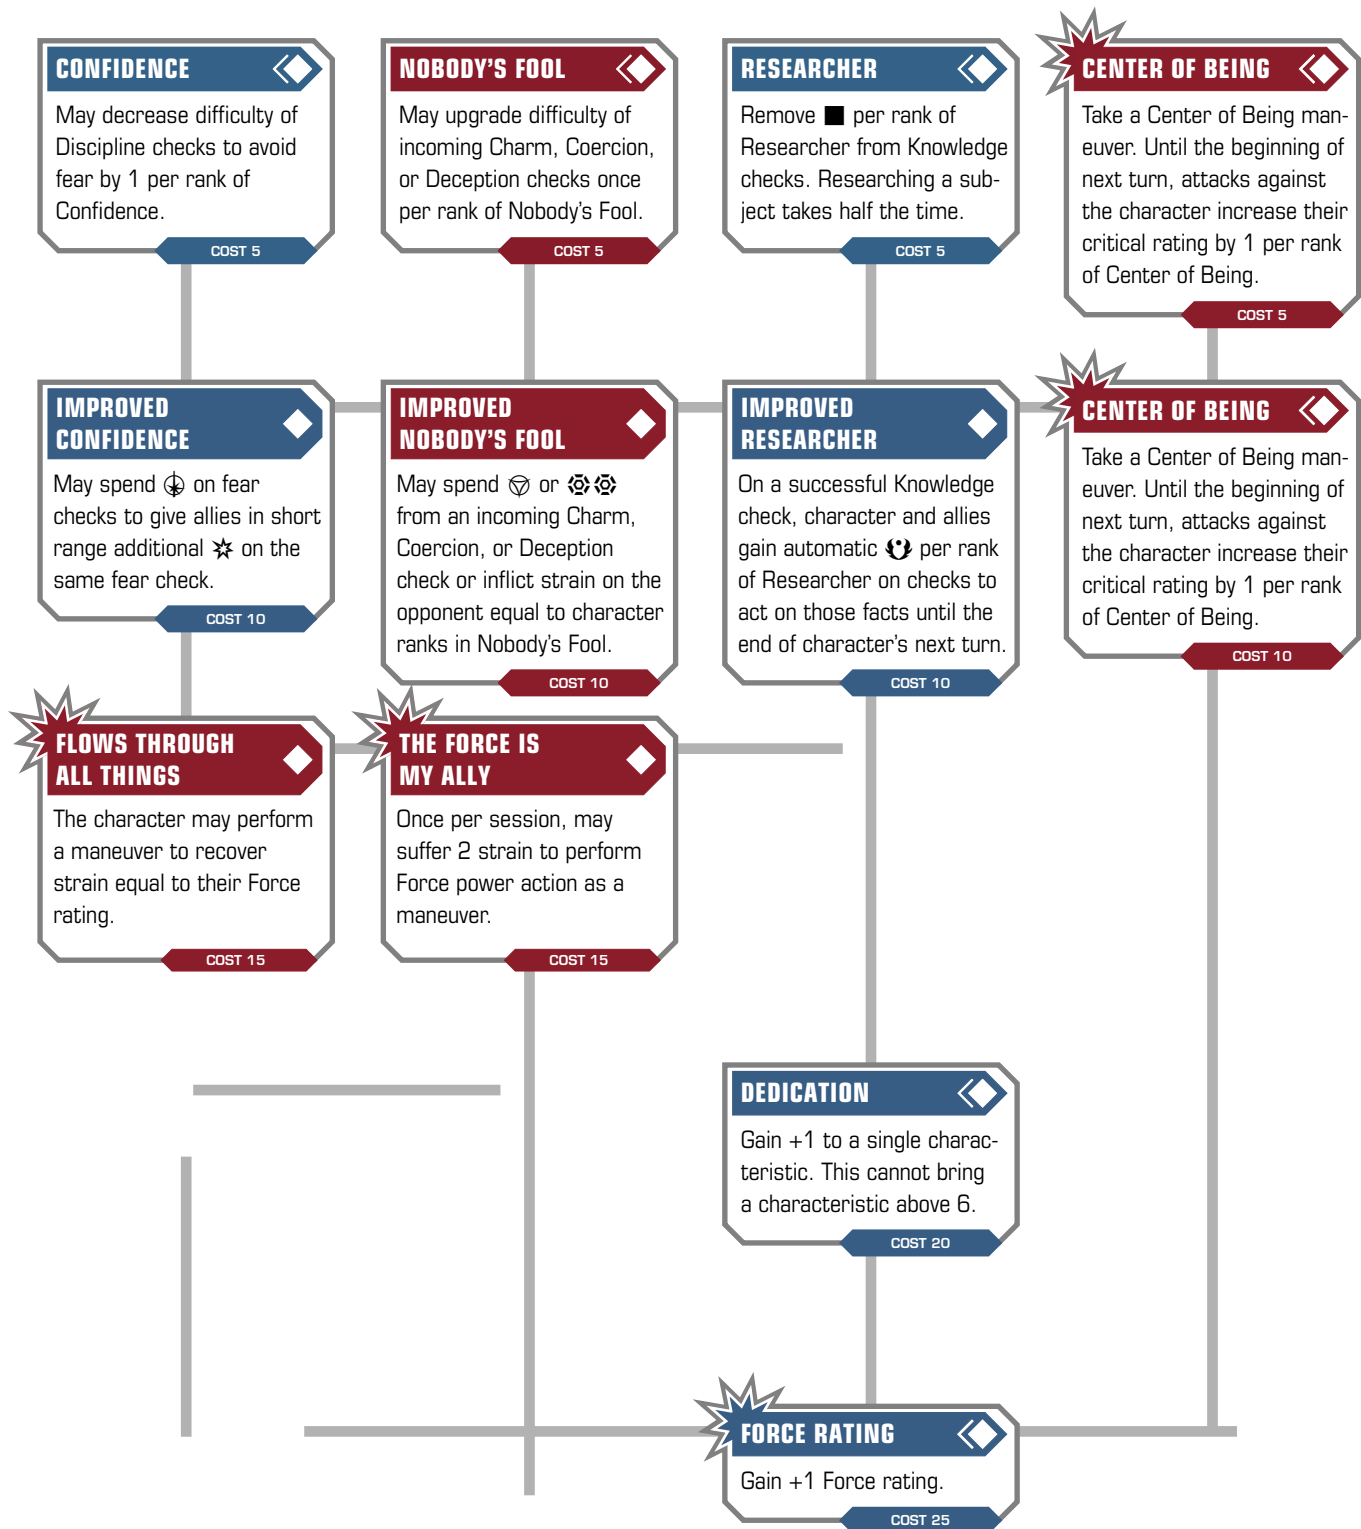 CONFIDENCE
May decrease difficulty of
Discipline checks to avoid
fear by 1 per rank of
Confidence.
COST 5
NOBODY'S FOOL
May upgrade difficulty of
incoming Charm, Coercion,
or Deception checks once
per rank of Nobody's Fool.
COST 5
RESEARCHER
Remove ■ per rank of
Researcher from Knowledge
checks. Researching a sub-
ject takes half the time.
COST 5
CENTER OF BEING
Take a Center of Being man-
euver. Until the beginning of
next turn, attacks against
the character increase their
critical rating by 1 per rank
of Center of Being.
COST 5
IMPROVED
CONFIDENCE
May spend on fear
checks to give allies in short
range additional on the
same fear check.
COST 10
IMPROVED
NOBODY'S FOOL
May spend or
from an incoming Charm,
Coercion, or Deception
check or inflict strain on the
opponent equal to character
ranks in Nobody's Fool.
COST 10
IMPROVED
RESEARCHER
On a successful Knowledge
check, character and allies
gain automatic per rank
of Researcher on checks to
act on those facts until the
end of character's next turn.
COST 10
CENTER OF BEING
Take a Center of Being man-
euver. Until the beginning of
next turn, attacks against
the character increase their
critical rating by 1 per rank
of Center of Being.
COST 10
FLOWS THROUGH
ALL THINGS
The character may perform
a maneuver to recover
strain equal to their Force
rating.
COST 15
THE FORCE IS
MY ALLY
Once per session, may
suffer 2 strain to perform
Force power action as a
maneuver.
COST 15
DEDICATION
Gain +1 to a single charac-
teristic. This cannot bring
a characteristic above 6.
COST 20
FORCE RATING
Gain +1 Force rating.
COST 25